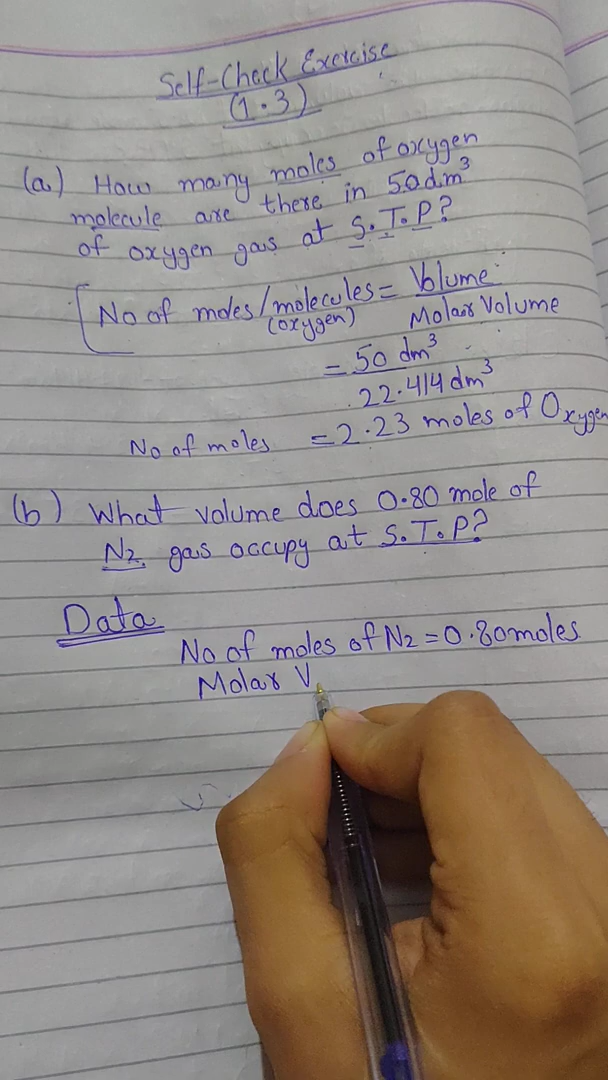 Self-Check Exercise
(1.3)
(a) How many moles of oxygen
molecule are there in 50dm³
of oxygen gas at S.T.P?
No of moles/molecules = Volume
(oxygen) Molar Volume
= 50 dm³
22.414 dm³
No of moles = 2.23 moles of Oxygen
(b) What volume does 0.80 mole of
N₂ gas occupy at S.T.P?
Data
No of moles of N₂ = 0.80moles
Molar V